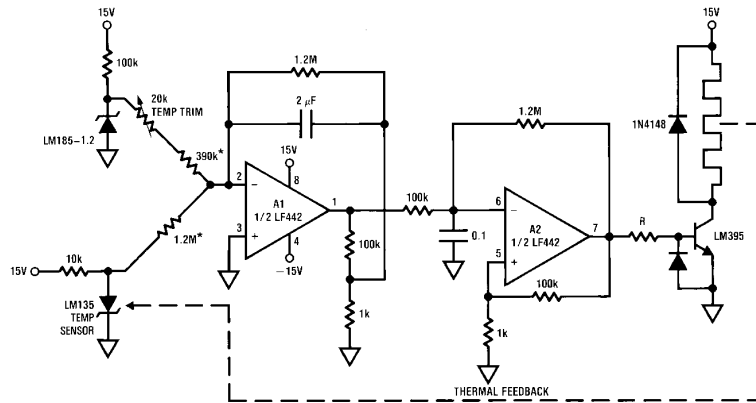 15V
100k
20k
TEMP TRIM
LM185-1.2
390k*
1.2M*
15V
10k
LM135
TEMP
SENSOR
1.2M
2 μF
15V
8
2
−
A1
1/2 LF442
1
3
+
4
−15V
100k
1k
100k
0.1
1.2M
6
−
A2
1/2 LF442
7
5
+
100k
1k
R
15V
1N4148
LM395
THERMAL FEEDBACK